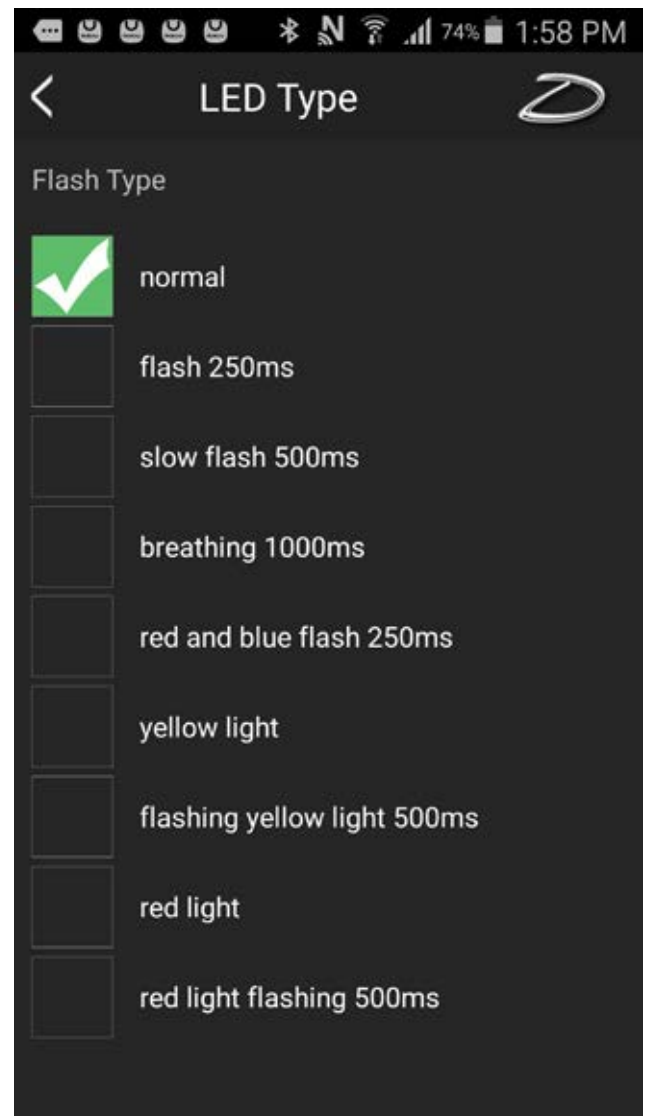 74% 1:58 PM
LED Type
Flash Type
normal
flash 250ms
slow flash 500ms
breathing 1000ms
red and blue flash 250ms
yellow light
flashing yellow light 500ms
red light
red light flashing 500ms